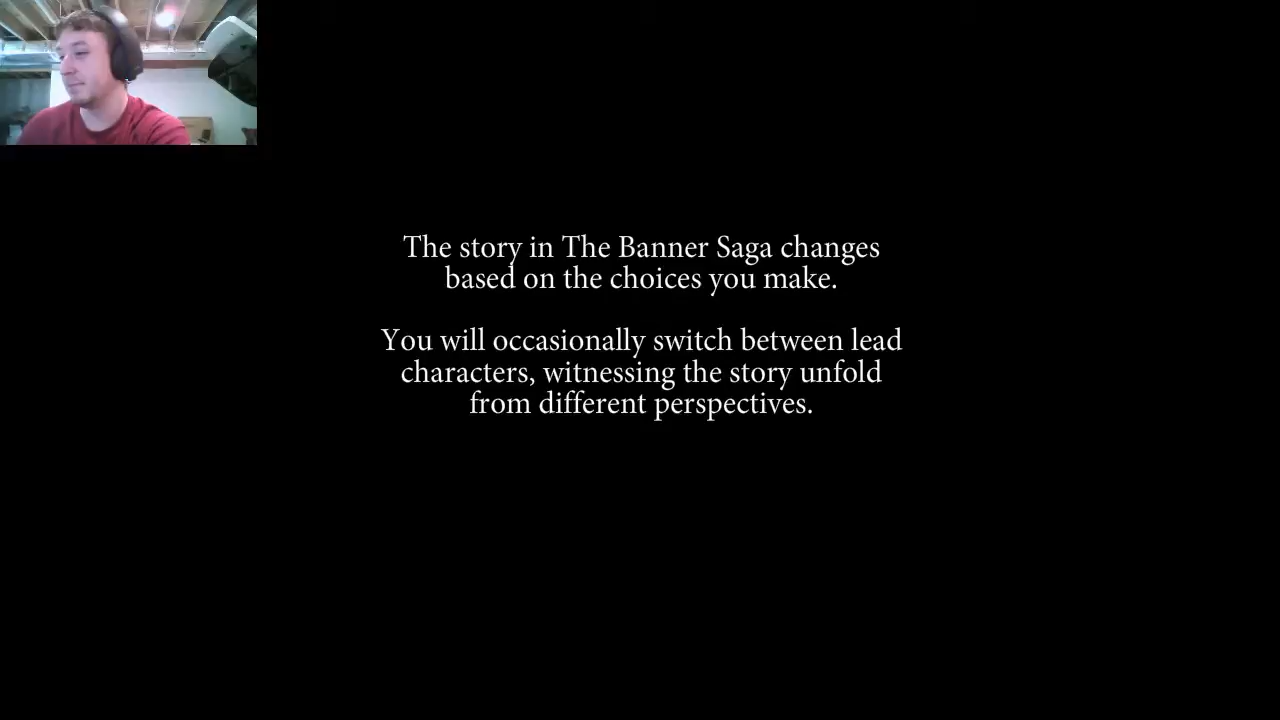 The story in The Banner Saga changes
based on the choices you make.
You will occasionally switch between lead
characters, witnessing the story unfold
from different perspectives.